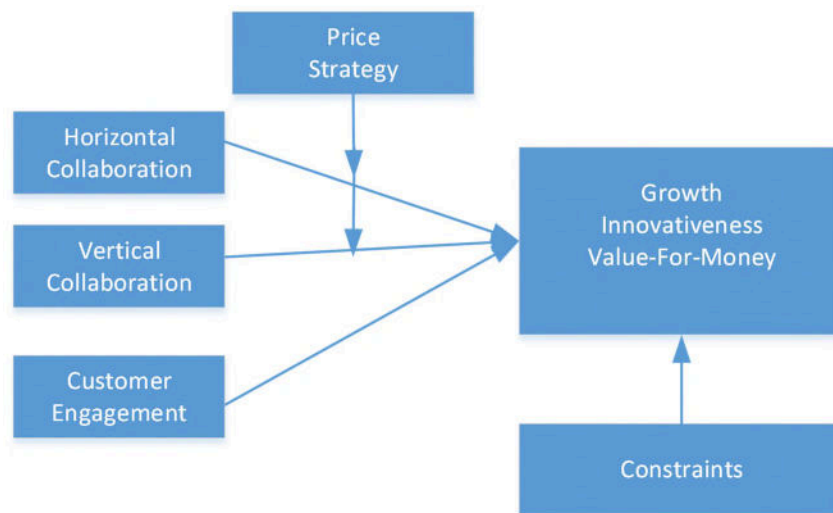 Price
Strategy
Horizontal
Collaboration
Vertical
Collaboration
Customer
Engagement
Growth
Innovativeness
Value-For-Money
Constraints